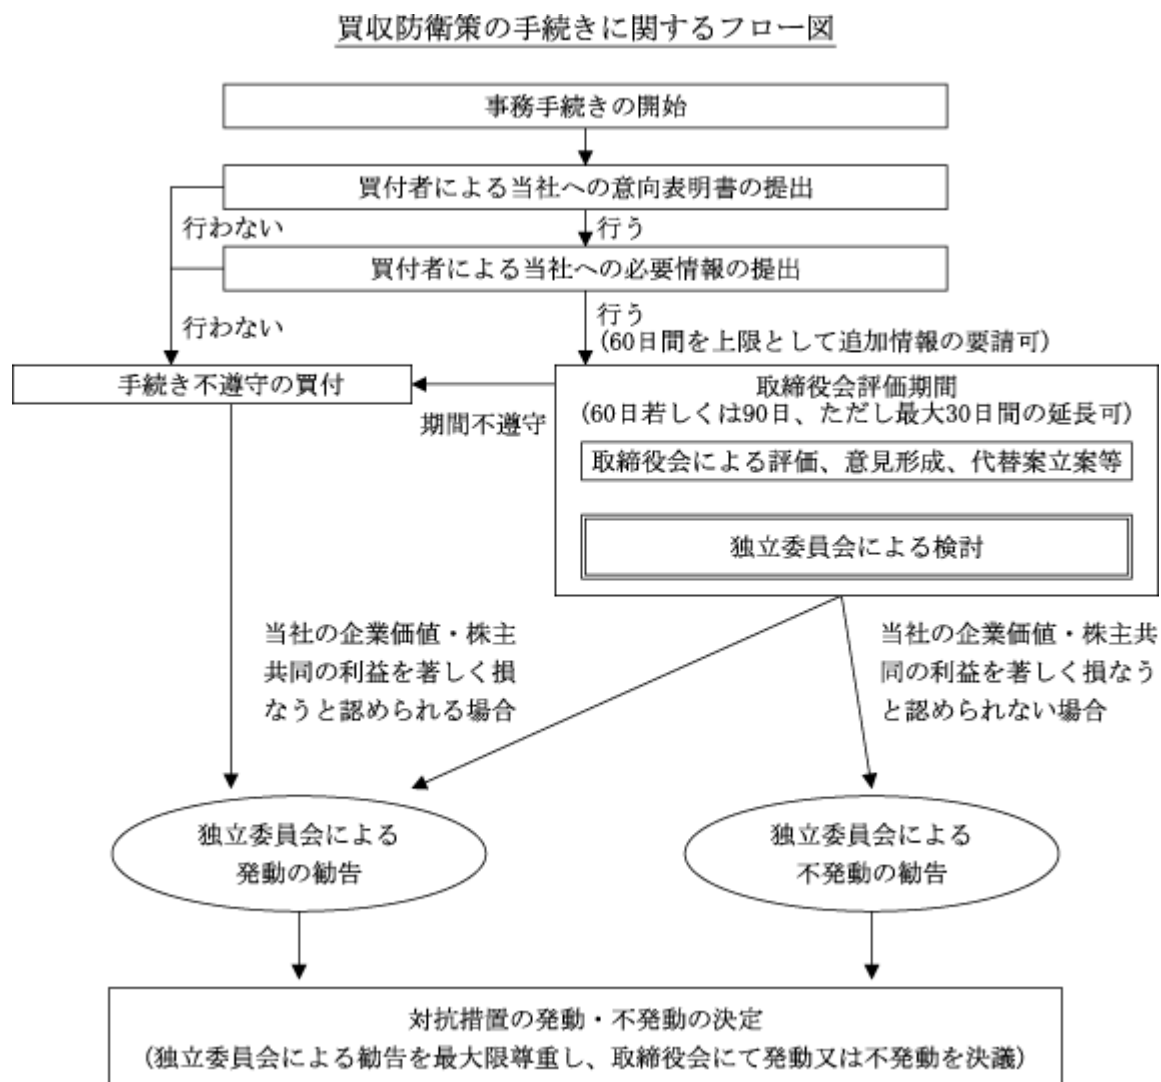 買収防衛策の手続きに関するフロー図
事務手続きの開始
買付者による当社への意向表明書の提出
行わない
行う
買付者による当社への必要情報の提出
行わない
行う
(60日間を上限として追加情報の要請可)
手続き不遵守の買付
期間不遵守
取締役会評価期間
(60日若しくは90日、ただし最大30日間の延長可)
取締役会による評価、意見形成、代替案立案等
独立委員会による検討
当社の企業価値・株主
共同の利益を著しく損
なうと認められる場合
当社の企業価値・株主共
同の利益を著しく損なう
と認められない場合
独立委員会による
発動の勧告
独立委員会による
不発動の勧告
対抗措置の発動・不発動の決定
(独立委員会による勧告を最大限尊重し、取締役会にて発動又は不発動を決議)